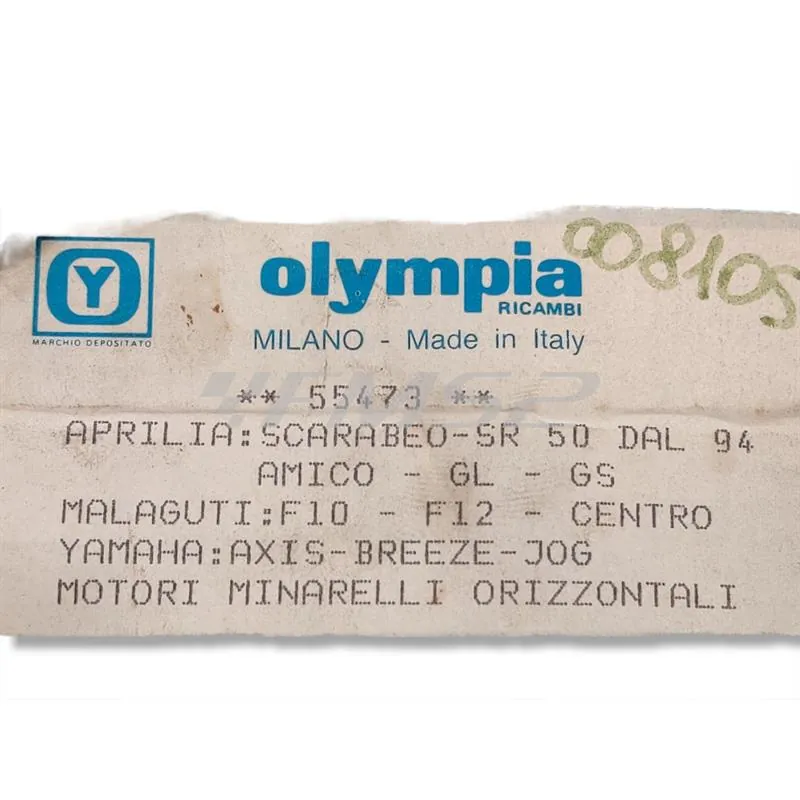 olympia
RICAMBI
008105
MARCHIO DEPOSITATO
MILANO - Made in Italy
** 55473 **
APRILIA:SCARABEO-SR 50 DAL 94
AMICO - GL - GS
MALAGUTI:F10 - F12 - CENTRO
YAMAHA:AXIS-BREEZE-JOG
MOTORI MINARELLI ORIZZONTALI